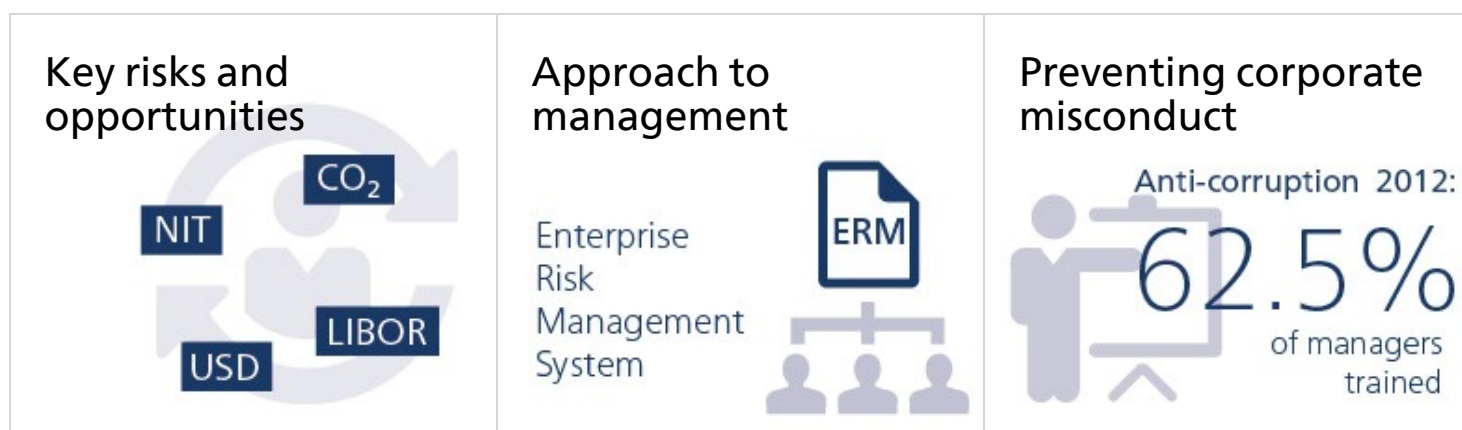 Key risks and
opportunities
CO₂
NIT
LIBOR
USD
Approach to
management
Enterprise
Risk
Management
System
ERM
Preventing corporate
misconduct
Anti-corruption 2012:
62.5%
of managers
trained